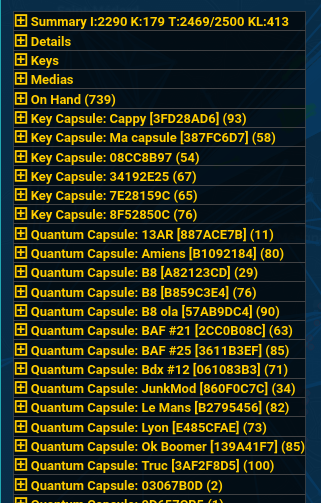 Summary I:2290 K:179 T:2469/2500 KL:413
Details
Keys
Medias
On Hand (739)
Key Capsule: Cappy [3FD28AD6] (93)
Key Capsule: Ma capsule [387FC6D7] (58)
Key Capsule: 08CC8B97 (54)
Key Capsule: 34192E25 (67)
Key Capsule: 7E28159C (65)
Key Capsule: 8F52850C (76)
Quantum Capsule: 13AR [887ACE7B] (11)
Quantum Capsule: Amiens [B1092184] (80)
Quantum Capsule: B8 [A82123CD] (29)
Quantum Capsule: B8 [B859C3E4] (76)
Quantum Capsule: B8 ola [57AB9DC4] (90)
Quantum Capsule: BAF #21 [2CC0B08C] (63)
Quantum Capsule: BAF #25 [3611B3EF] (85)
Quantum Capsule: Bdx #12 [061083B3] (71)
Quantum Capsule: JunkMod [860F0C7C] (34)
Quantum Capsule: Le Mans [B2795456] (82)
Quantum Capsule: Lyon [E485CFAE] (73)
Quantum Capsule: Ok Boomer [139A41F7] (85)
Quantum Capsule: Truc [3AF2F8D5] (100)
Quantum Capsule: 03067B0D (2)
Quantum Capsule: